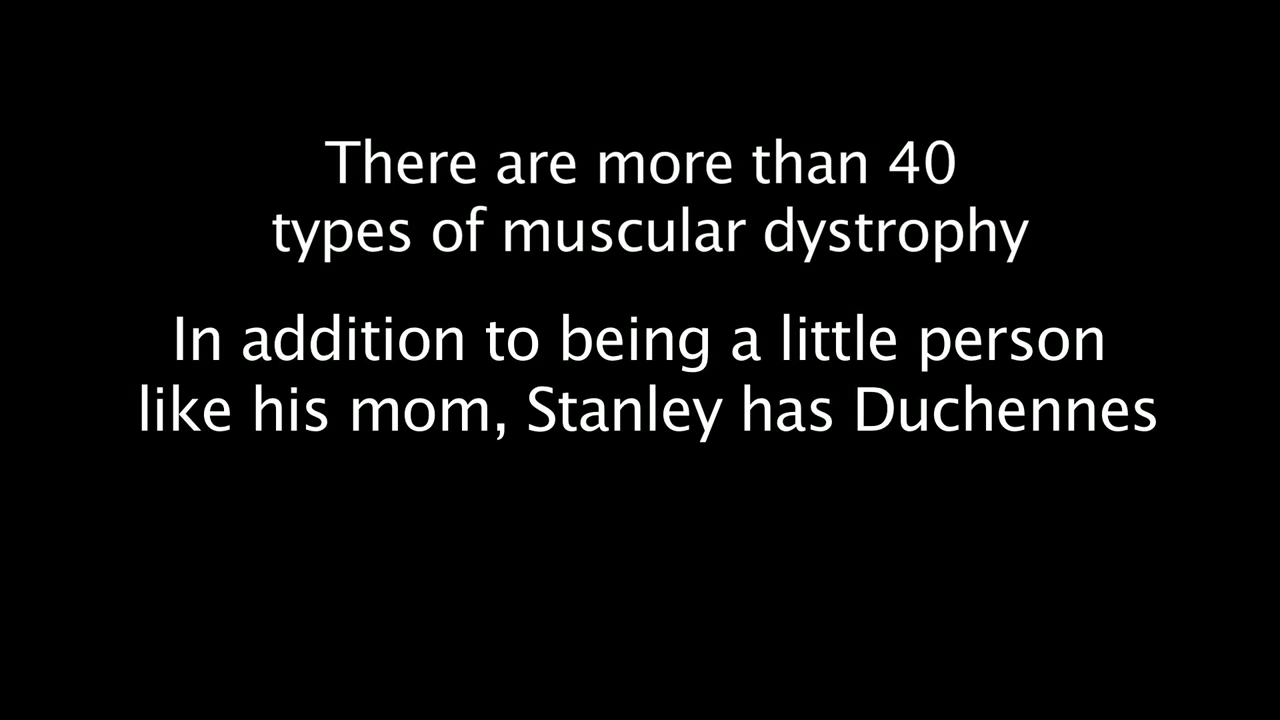 There are more than 40
types of muscular dystrophy
In addition to being a little person
like his mom, Stanley has Duchennes